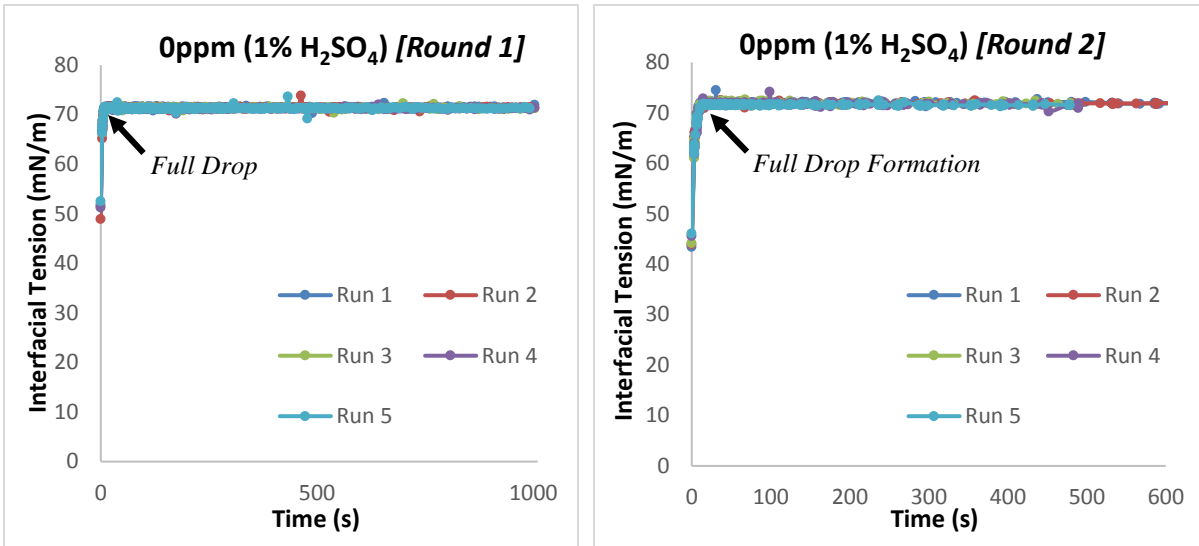 0ppm (1% H₂SO₄) [Round 1]
Interfacial Tension (mN/m)
80
70
60
50
40
30
20
10
0
Full Drop
Run 1
Run 2
Run 3
Run 4
Run 5
0
500
1000
Time (s)
0ppm (1% H₂SO₄) [Round 2]
Interfacial Tension (mN/m)
80
70
60
50
40
30
20
10
0
Full Drop Formation
Run 1
Run 2
Run 3
Run 4
Run 5
0
100
200
300
400
500
600
Time (s)